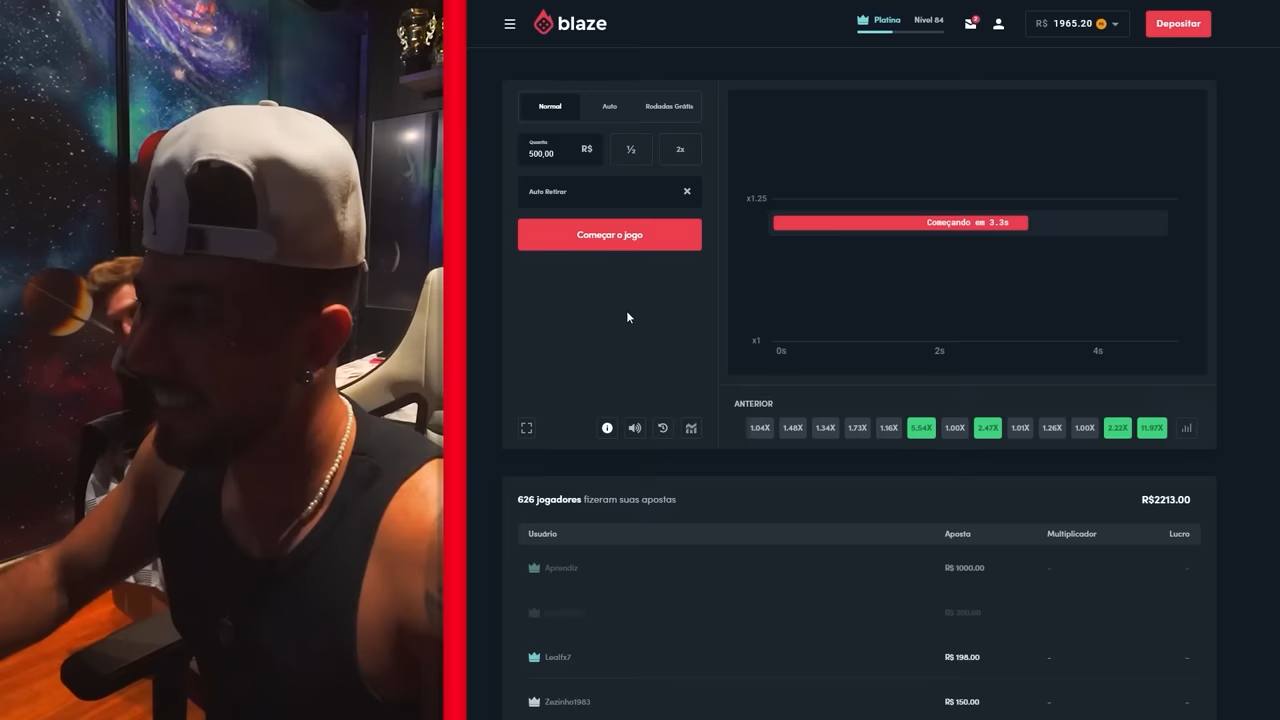 blaze
Platina Nível 84
2
R$ 1965.20 R$
Depositar
Normal Auto Rodadas Grátis
Quantia
500,00 R$ ½ 2x
Auto Retirar
Começar o jogo
x1.25
Começando em 3.3s
x1
0s 2s 4s
ANTERIOR
1.04X 1.48X 1.34X 1.73X 1.16X 5.54X 1.00X 2.47X 1.01X 1.26X 1.00X 2.22X 11.97X
626 jogadores fizeram suas apostas R$2213.00
Usuário Aposta Multiplicador Lucro
Aprendiz R$ 1000.00 - -
R$ 200.00
Lealfx7 R$ 198.00 - -
Zezinho1983 R$ 150.00 - -